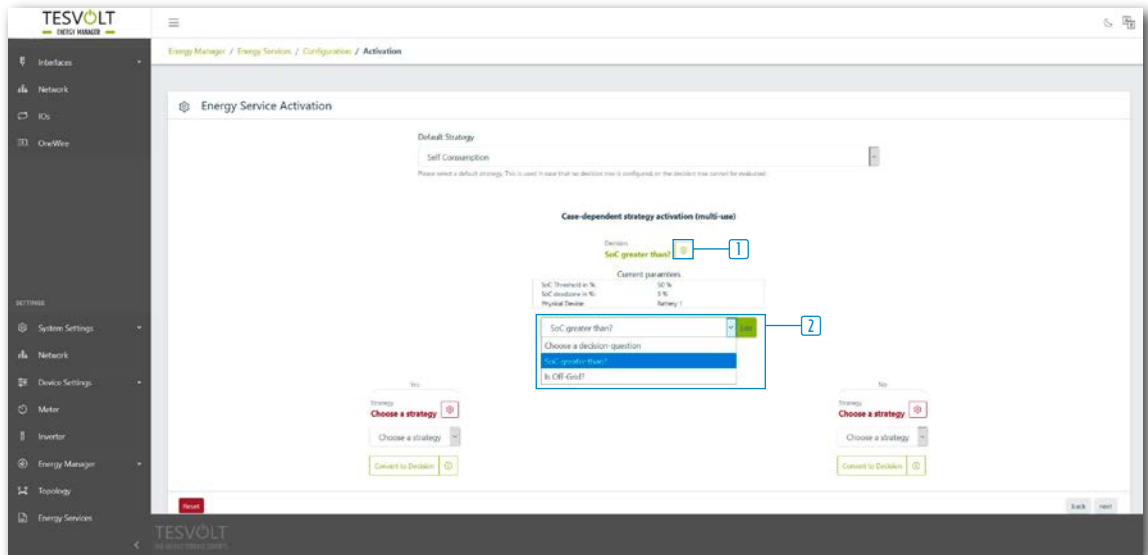 TESVOLT
ENERGY MANAGER
Interfaces
Network
IOs
OneWire
SETTINGS
System Settings
Network
Device Settings
Meter
Inverter
Energy Manager
Topology
Energy Services
Energy Manager / Energy Services / Configuration / Activation
Energy Service Activation
Default Strategy
Self Consumption
Please select a default strategy. This is used in case that no decision tree is configured, or the decision tree cannot be evaluated.
Case-dependent strategy activation (multi-use)
Decision
SoC greater than?
1
Current paramters
SoC Threshold in %: 50 %
SoC deadzone in %: 5 %
Physical Device: Battery 1
SoC greater than?
2
Choose a decision-question
SoC greater than?
Is Off-Grid?
Yes
Strategy
Choose a strategy
Choose a strategy
Convert to Decision
No
Strategy
Choose a strategy
Choose a strategy
Convert to Decision
Reset
back next
TESVOLT